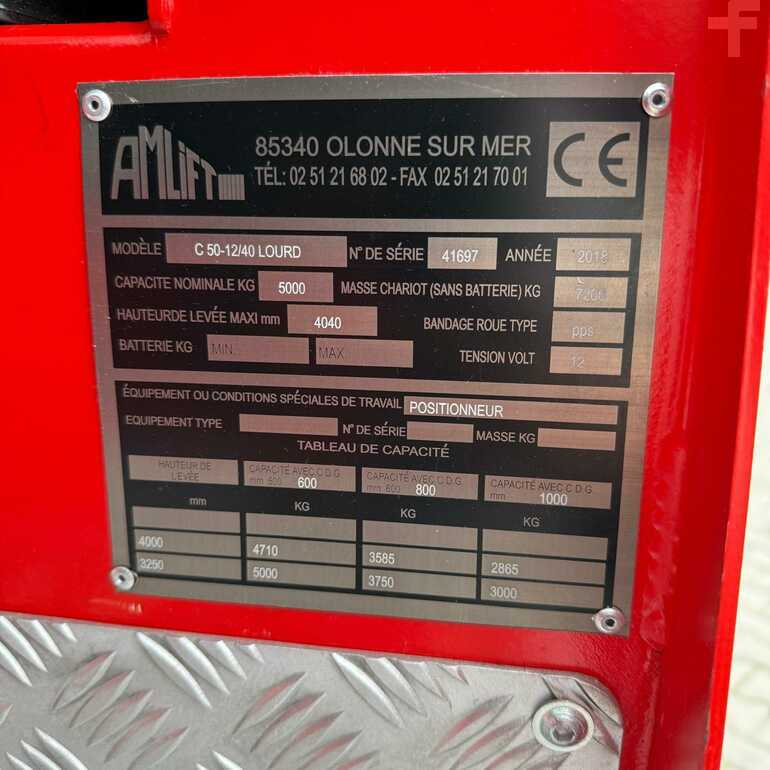 AMLIFT
85340 OLONNE SUR MER
TÉL: 02 51 21 68 02 - FAX 02 51 21 70 01
CE
MODÈLE C 50-12/40 LOURD N° DE SÉRIE 41697 ANNÉE 2018
CAPACITE NOMINALE KG 5000 MASSE CHARIOT (SANS BATTERIE) KG 7200
HAUTEURDE LEVÉE MAXI mm 4040 BANDAGE ROUE TYPE pps
BATTERIE KG MIN. MAX. TENSION VOLT 12
ÉQUIPEMENT OU CONDITIONS SPÉCIALES DE TRAVAIL POSITIONNEUR
EQUIPEMENT TYPE N° DE SÉRIE MASSE KG
TABLEAU DE CAPACITÉ
HAUTEUR DE LEVÉE CAPACITÉ AVEC C.D.G. mm 500 600 CAPACITÉ AVEC C.D.G. mm 600 800 CAPACITÉ AVEC C.D.G. mm 1000
mm KG KG KG
4000 4710 3585 2865
3250 5000 3750 3000